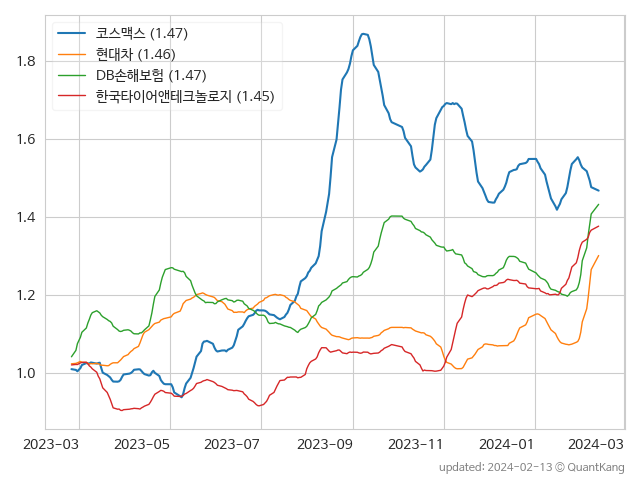 코스맥스 (1.47)
현대차 (1.46)
DB손해보험 (1.47)
한국타이어앤테크놀로지 (1.45)
1.8
1.6
1.4
1.2
1.0
2023-03 2023-05 2023-07 2023-09 2023-11 2024-01 2024-03
updated: 2024-02-13 © QuantKang